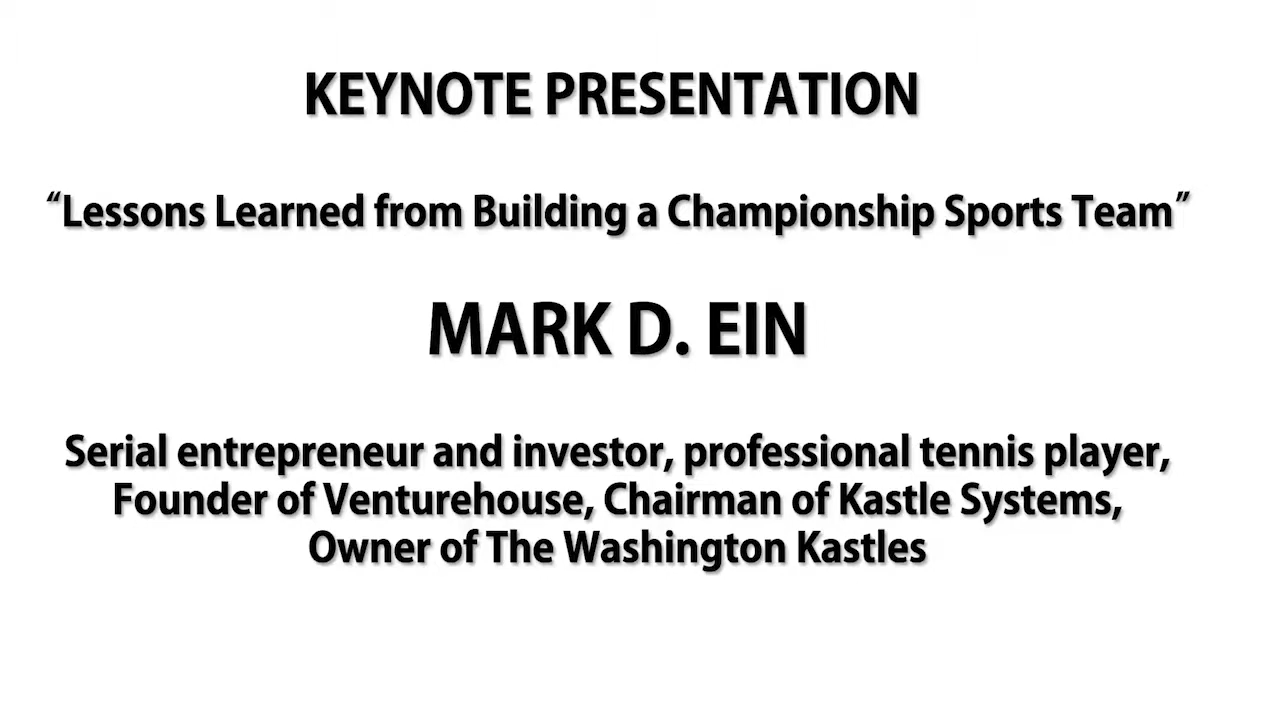 KEYNOTE PRESENTATION
“Lessons Learned from Building a Championship Sports Team”
MARK D. EIN
Serial entrepreneur and investor, professional tennis player,
Founder of Venturehouse, Chairman of Kastle Systems,
Owner of The Washington Kastles